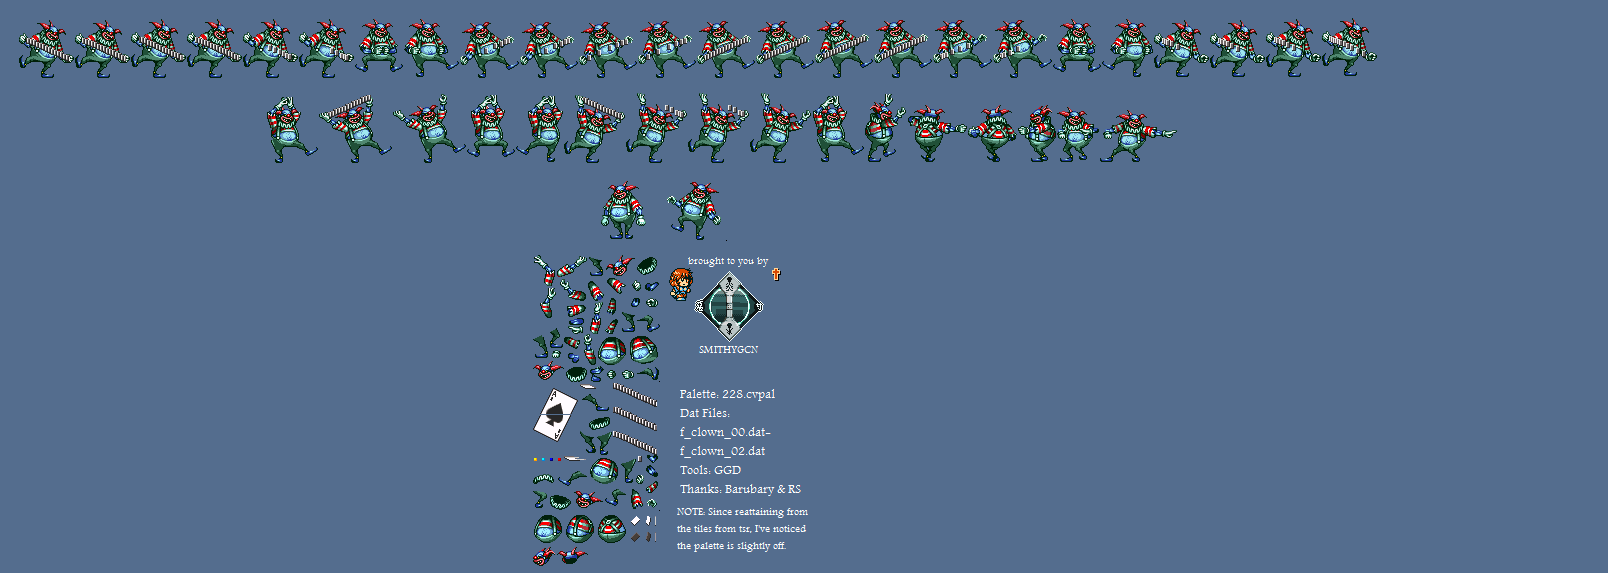 brought to you by
SMITHYGCN
Palette: 228.cvpal
Dat Files:
f_clown_00.dat-
f_clown_02.dat
Tools: GGD
Thanks: Barubary & RS
NOTE: Since reattaining from
the tiles from tsr, I've noticed
the palette is slightly off.
A
A